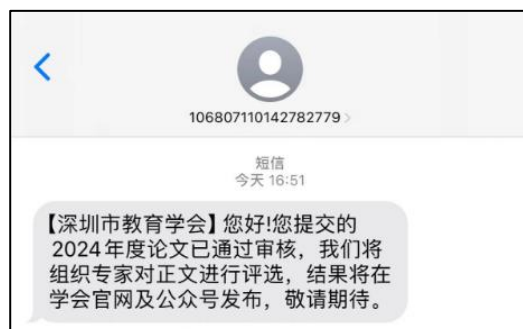 106807110142782779
短信
今天 16:51
【深圳市教育学会】您好!您提交的
2024年度论文已通过审核，我们将
组织专家对正文进行评选，结果将在
学会官网及公众号发布，敬请期待。